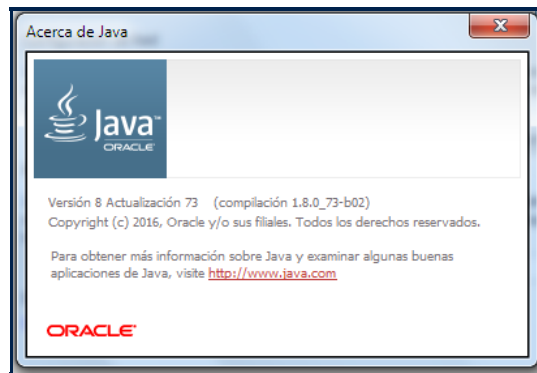 Acerca de Java
Java™
ORACLE
Versión 8 Actualización 73 (compilación 1.8.0_73-b02)
Copyright (c) 2016, Oracle y/o sus filiales. Todos los derechos reservados.
Para obtener más información sobre Java y examinar algunas buenas
aplicaciones de Java, visite http://www.java.com
ORACLE